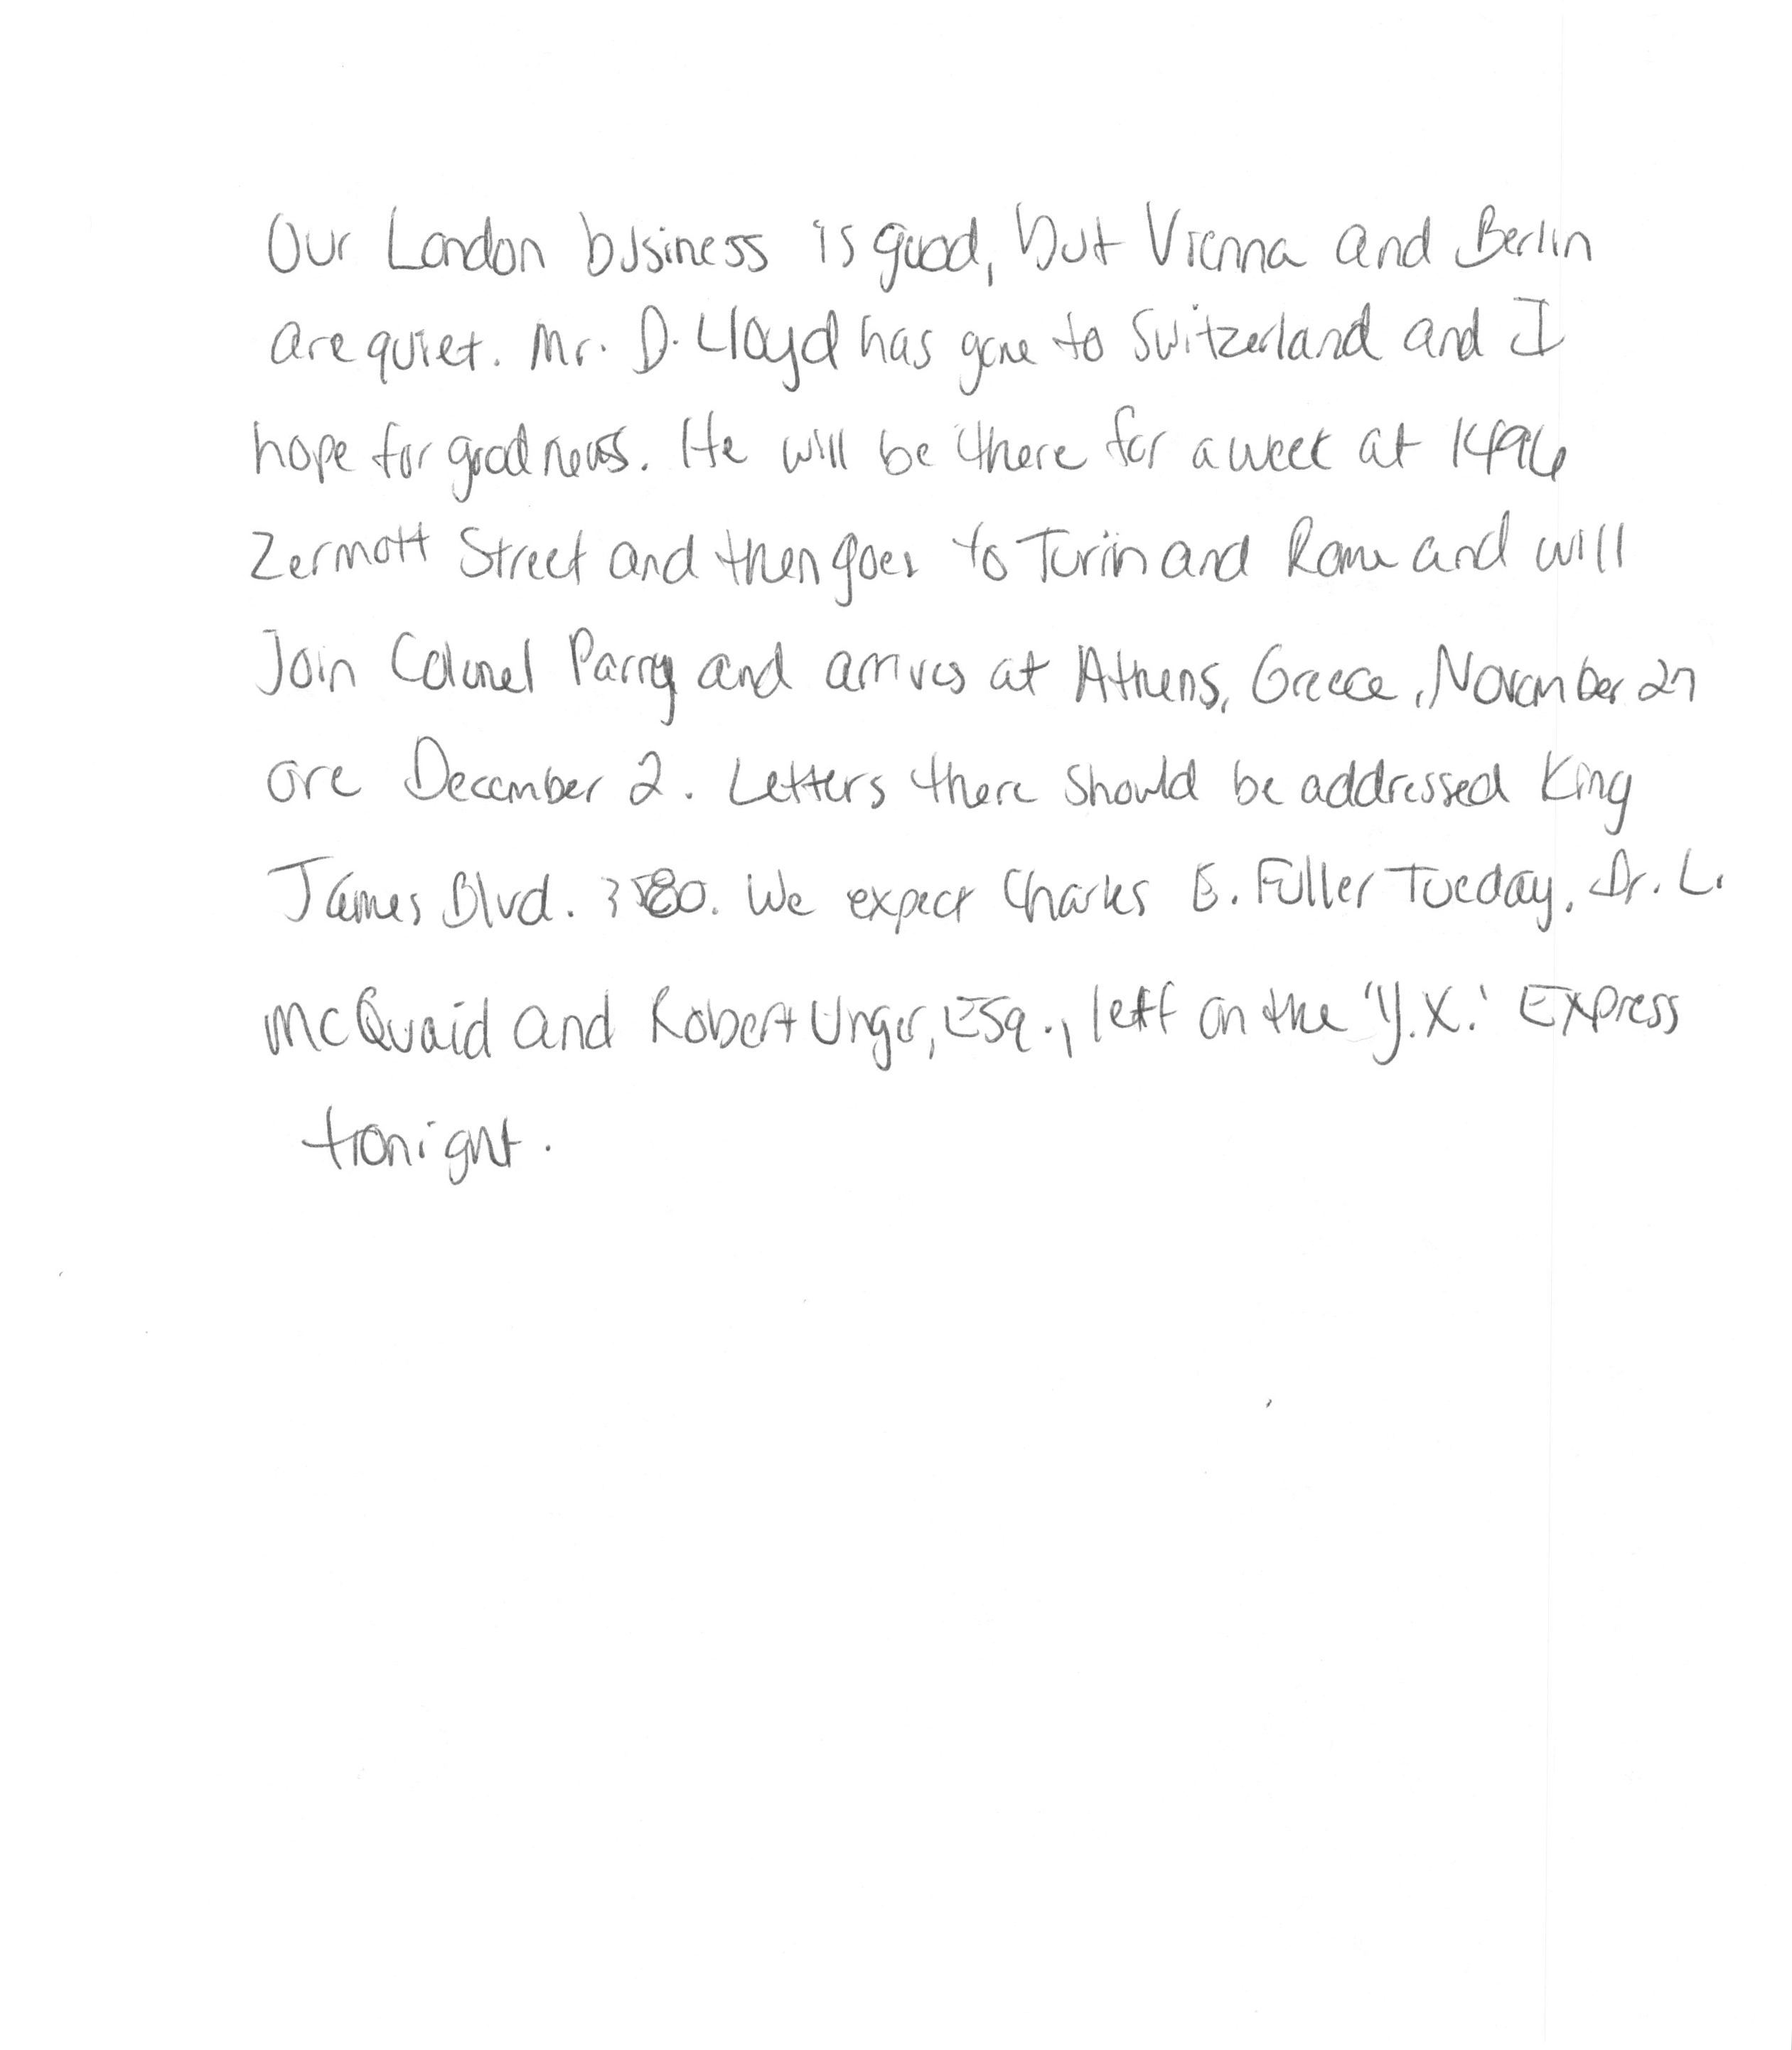 Our London business is good, but Vienna and Berlin
are quiet. Mr. D. Lloyd has gone to Switzerland and I
hope for good news. He will be there for a week at 1496
Zermott Street and then goes to Turin and Rome and will
Join Colonel Parry and arrives at Athens, Greece, November 27
ore December 2. Letters there should be addressed King
James Blvd. 3580. We expect Charles E. Fuller Tueday. Dr. L.
McQuaid and Robert Unger, Esq., left on the 'Y.X.' Express
tonight.